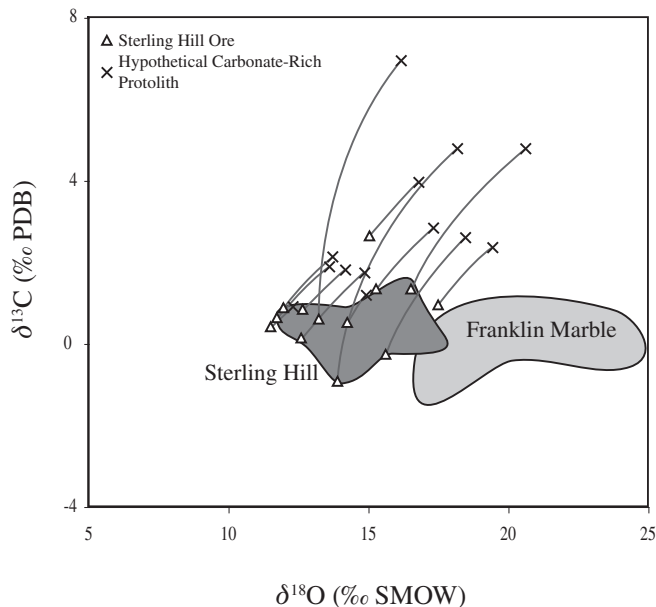 8
Sterling Hill Ore
Hypothetical Carbonate-Rich
Protolith
4
δ¹³C (‰ PDB)
0
Franklin Marble
Sterling Hill
-4
5
10
15
20
25
δ¹⁸O (‰ SMOW)